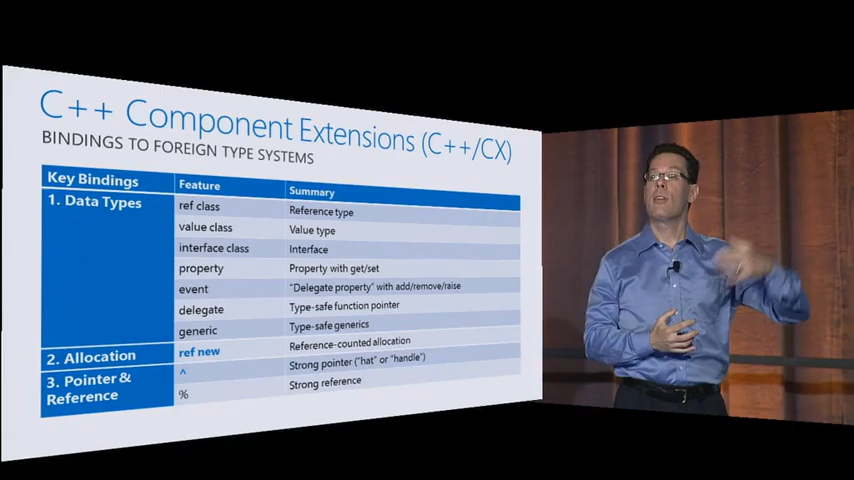 C++ Component Extensions (C++/CX)
BINDINGS TO FOREIGN TYPE SYSTEMS
Key Bindings Feature Summary
1. Data Types ref class Reference type
value class Value type
interface class Interface
property Property with get/set
event “Delegate property” with add/remove/raise
delegate Type-safe function pointer
generic Type-safe generics
2. Allocation ref new Reference-counted allocation
3. Pointer & ^ Strong pointer (“hat” or “handle”)
Reference % Strong reference